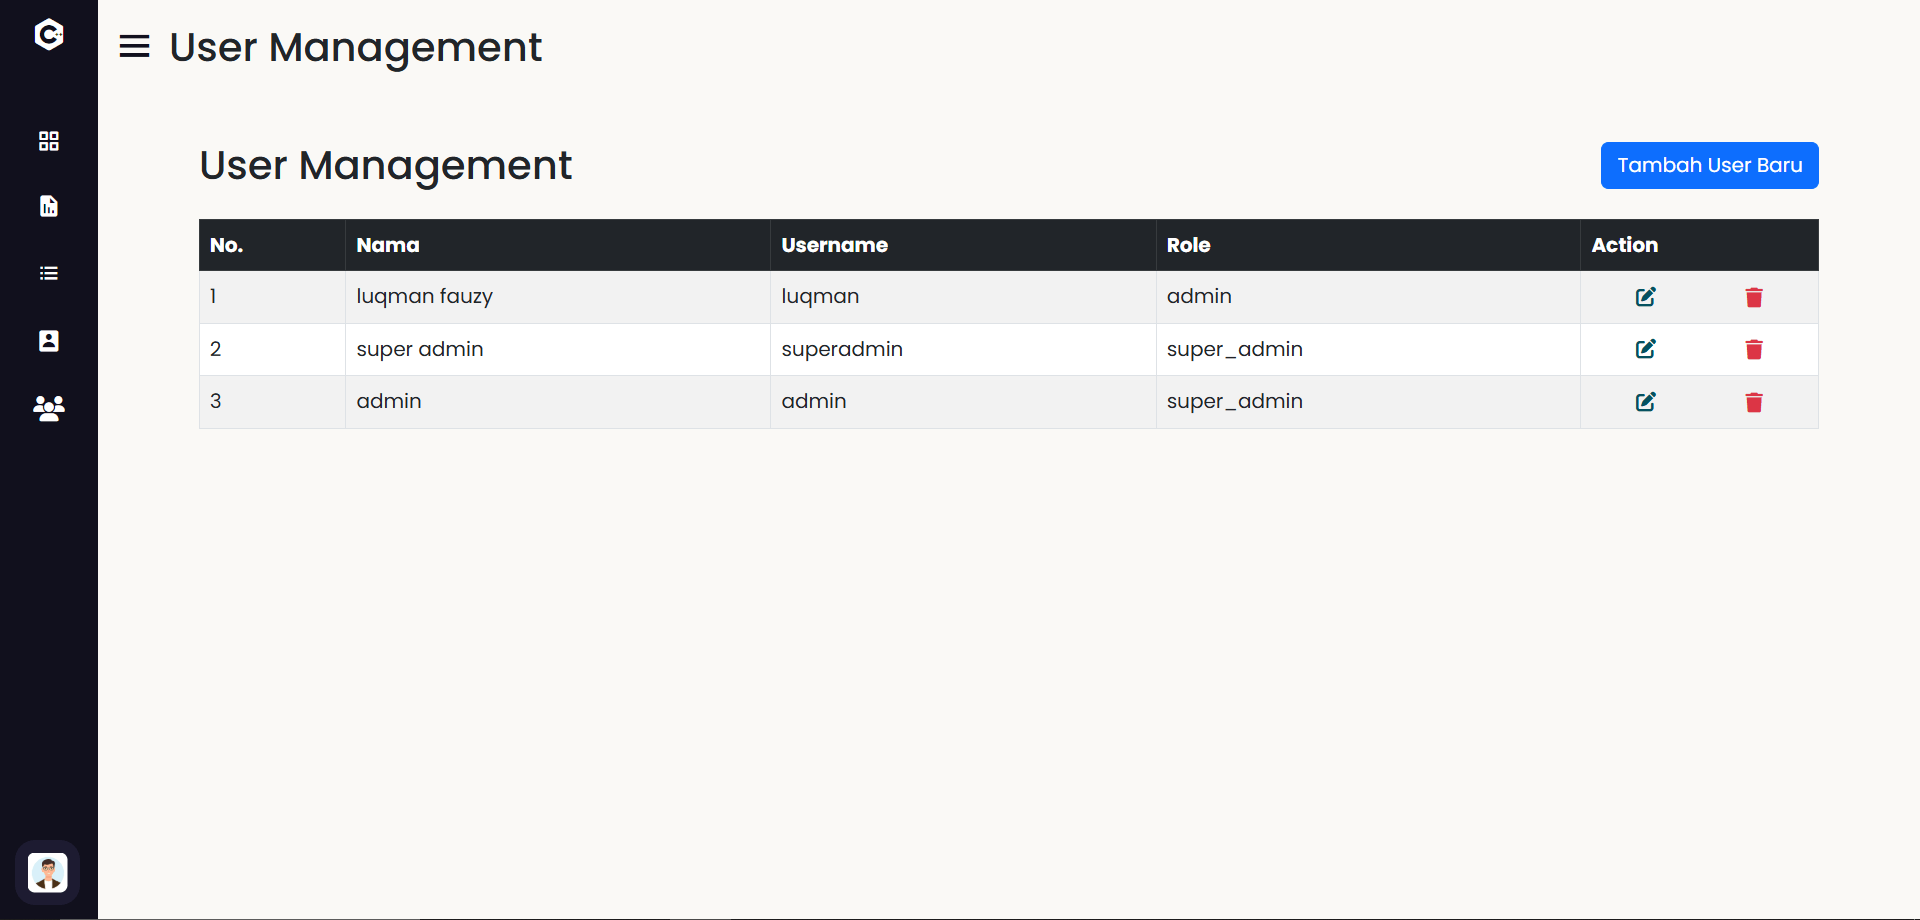 User Management
User Management
Tambah User Baru
No. Nama Username Role Action
1 luqman fauzy luqman admin
2 super admin superadmin super_admin
3 admin admin super_admin